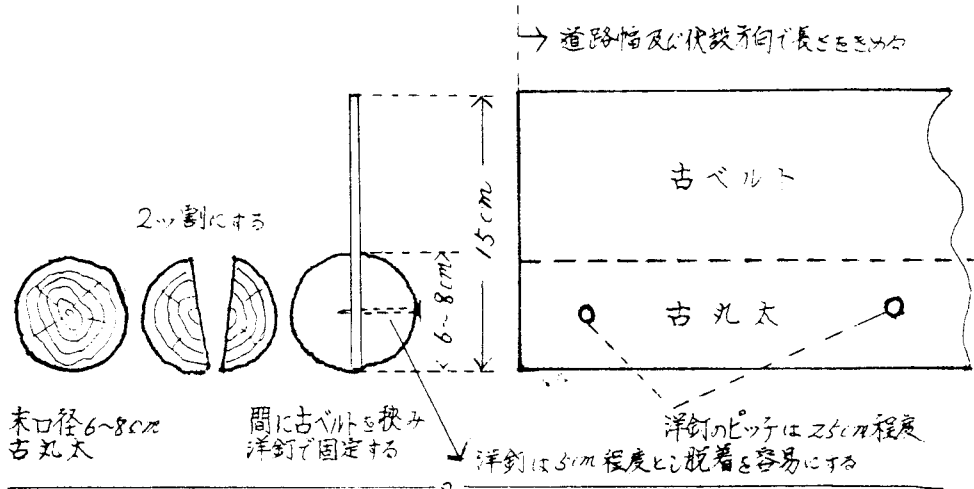 道路幅及び伏設方向で長さをきめる
古ベルト
15cm
2ッ割にする
6~8cm
古丸太
末口径6~8cm
古丸太
間に古ベルトを挟み
洋釘で固定する
洋釘のピッチは25cm程度
洋釘は5cm程度とし脱着を容易にする